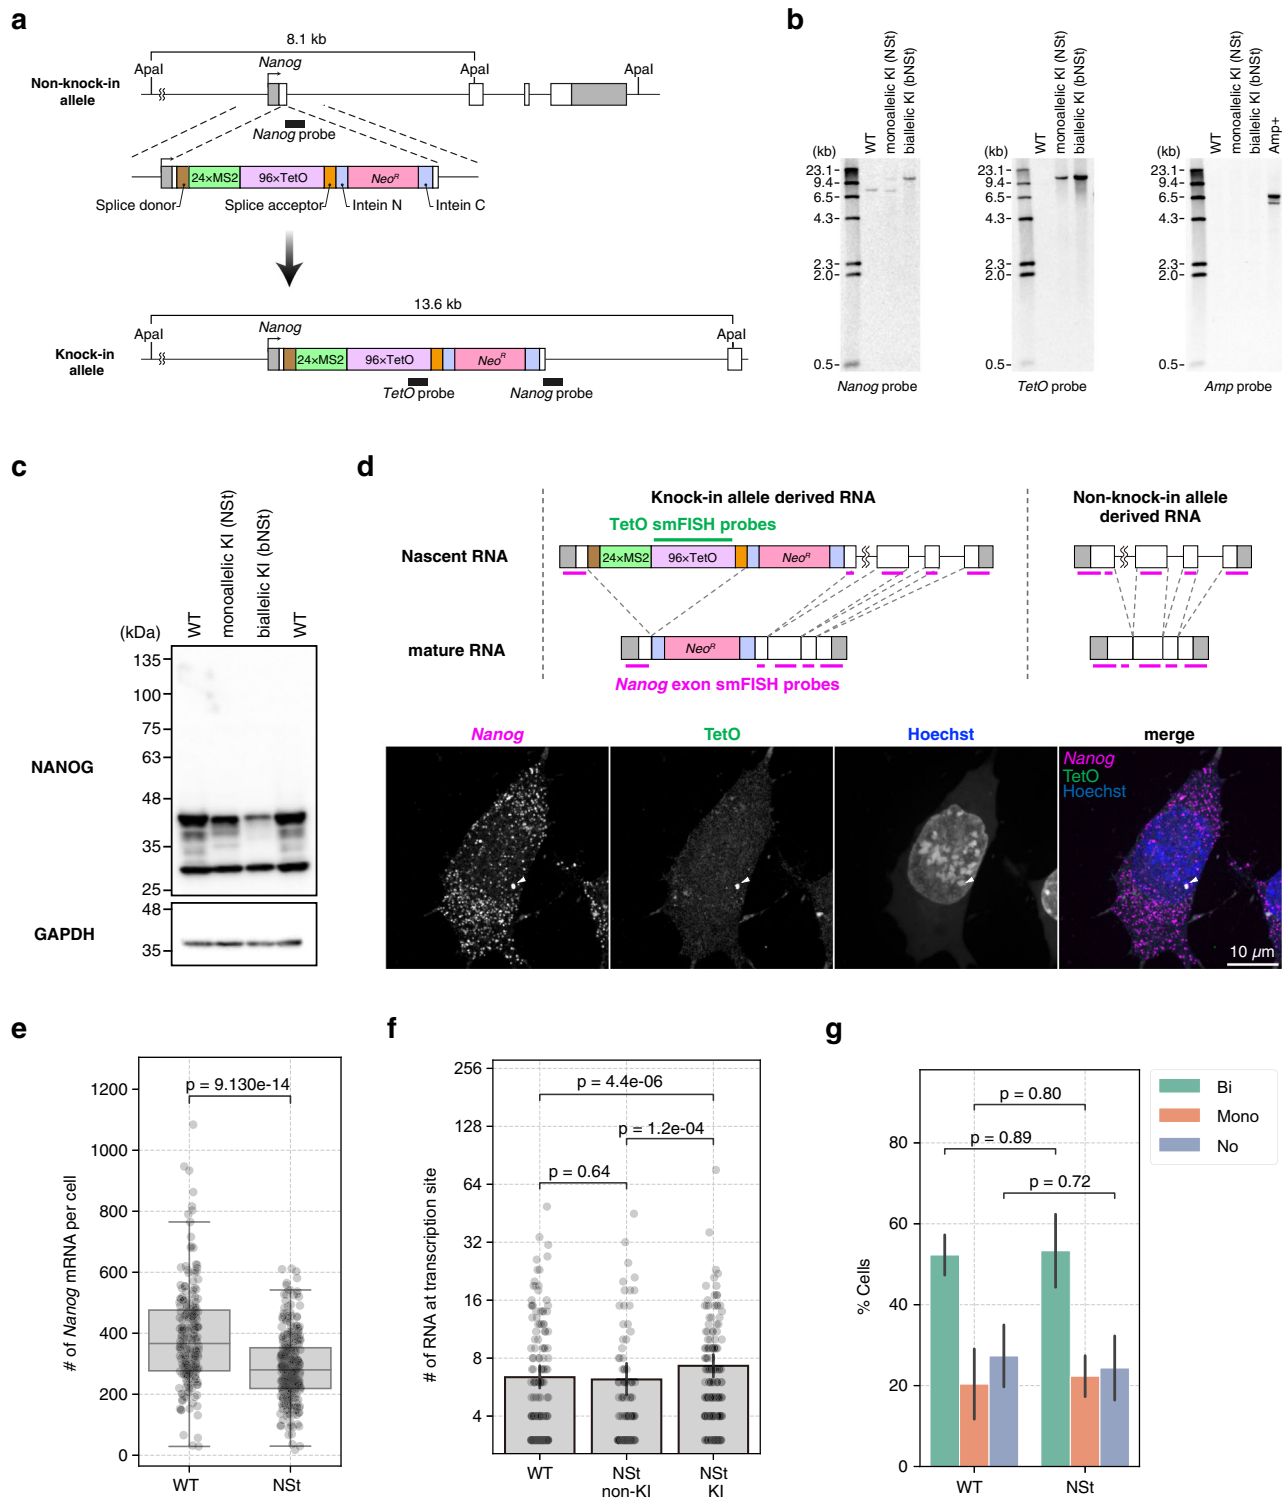 a
8.1 kb
ApaI
Nanog
ApaI
ApaI
Non-knock-in
allele
Nanog probe
24×MS2
96×TetO
Neo^R
Splice donor
Splice acceptor
Intein N
Intein C
13.6 kb
ApaI
Nanog
ApaI
Knock-in
allele
24×MS2
96×TetO
Neo^R
TetO probe
Nanog probe
b
WT
monoallelic KI (NSt)
biallelic KI (bNSt)
(kb)
23.1
9.4
6.5
4.3
2.3
2.0
0.5
Nanog probe
WT
monoallelic KI (NSt)
biallelic KI (bNSt)
(kb)
23.1
9.4
6.5
4.3
2.3
2.0
0.5
TetO probe
WT
monoallelic KI (NSt)
biallelic KI (bNSt)
Amp+
(kb)
23.1
9.4
6.5
4.3
2.3
2.0
0.5
Amp probe
c
WT
monoallelic KI (NSt)
biallelic KI (bNSt)
WT
(kDa)
135
100
75
63
48
35
25
NANOG
48
35
GAPDH
d
Knock-in allele derived RNA
Non-knock-in allele
derived RNA
TetO smFISH probes
Nascent RNA
24×MS2
96×TetO
Neo^R
mature RNA
Neo^R
Nanog exon smFISH probes
Nanog
TetO
Hoechst
merge
Nanog
TetO
Hoechst
10 µm
e
# of Nanog mRNA per cell
1200
1000
800
600
400
200
0
p = 9.130e-14
WT
NSt
f
# of RNA at transcription site
256
128
64
32
16
8
4
p = 4.4e-06
p = 1.2e-04
p = 0.64
WT
NSt
non-KI
NSt
KI
g
% Cells
80
60
40
20
0
p = 0.80
p = 0.89
p = 0.72
WT
NSt
Bi
Mono
No